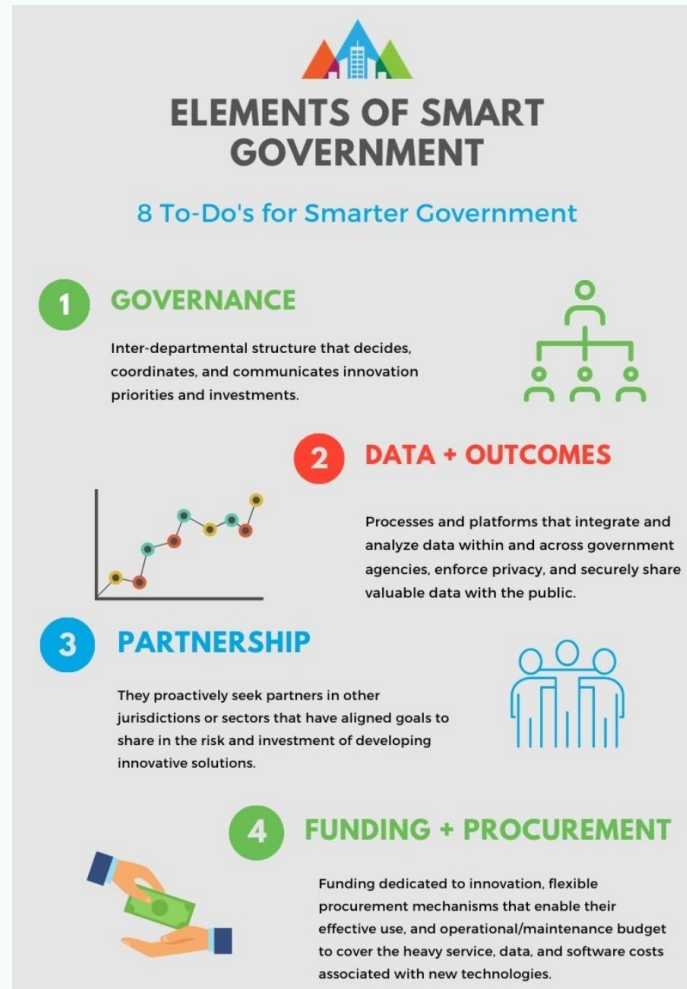 ELEMENTS OF SMART
GOVERNMENT
8 To-Do's for Smarter Government
1 GOVERNANCE
Inter-departmental structure that decides,
coordinates, and communicates innovation
priorities and investments.
2 DATA + OUTCOMES
Processes and platforms that integrate and
analyze data within and across government
agencies, enforce privacy, and securely share
valuable data with the public.
3 PARTNERSHIP
They proactively seek partners in other
jurisdictions or sectors that have aligned goals to
share in the risk and investment of developing
innovative solutions.
4 FUNDING + PROCUREMENT
Funding dedicated to innovation, flexible
procurement mechanisms that enable their
effective use, and operational/maintenance budget
to cover the heavy service, data, and software costs
associated with new technologies.